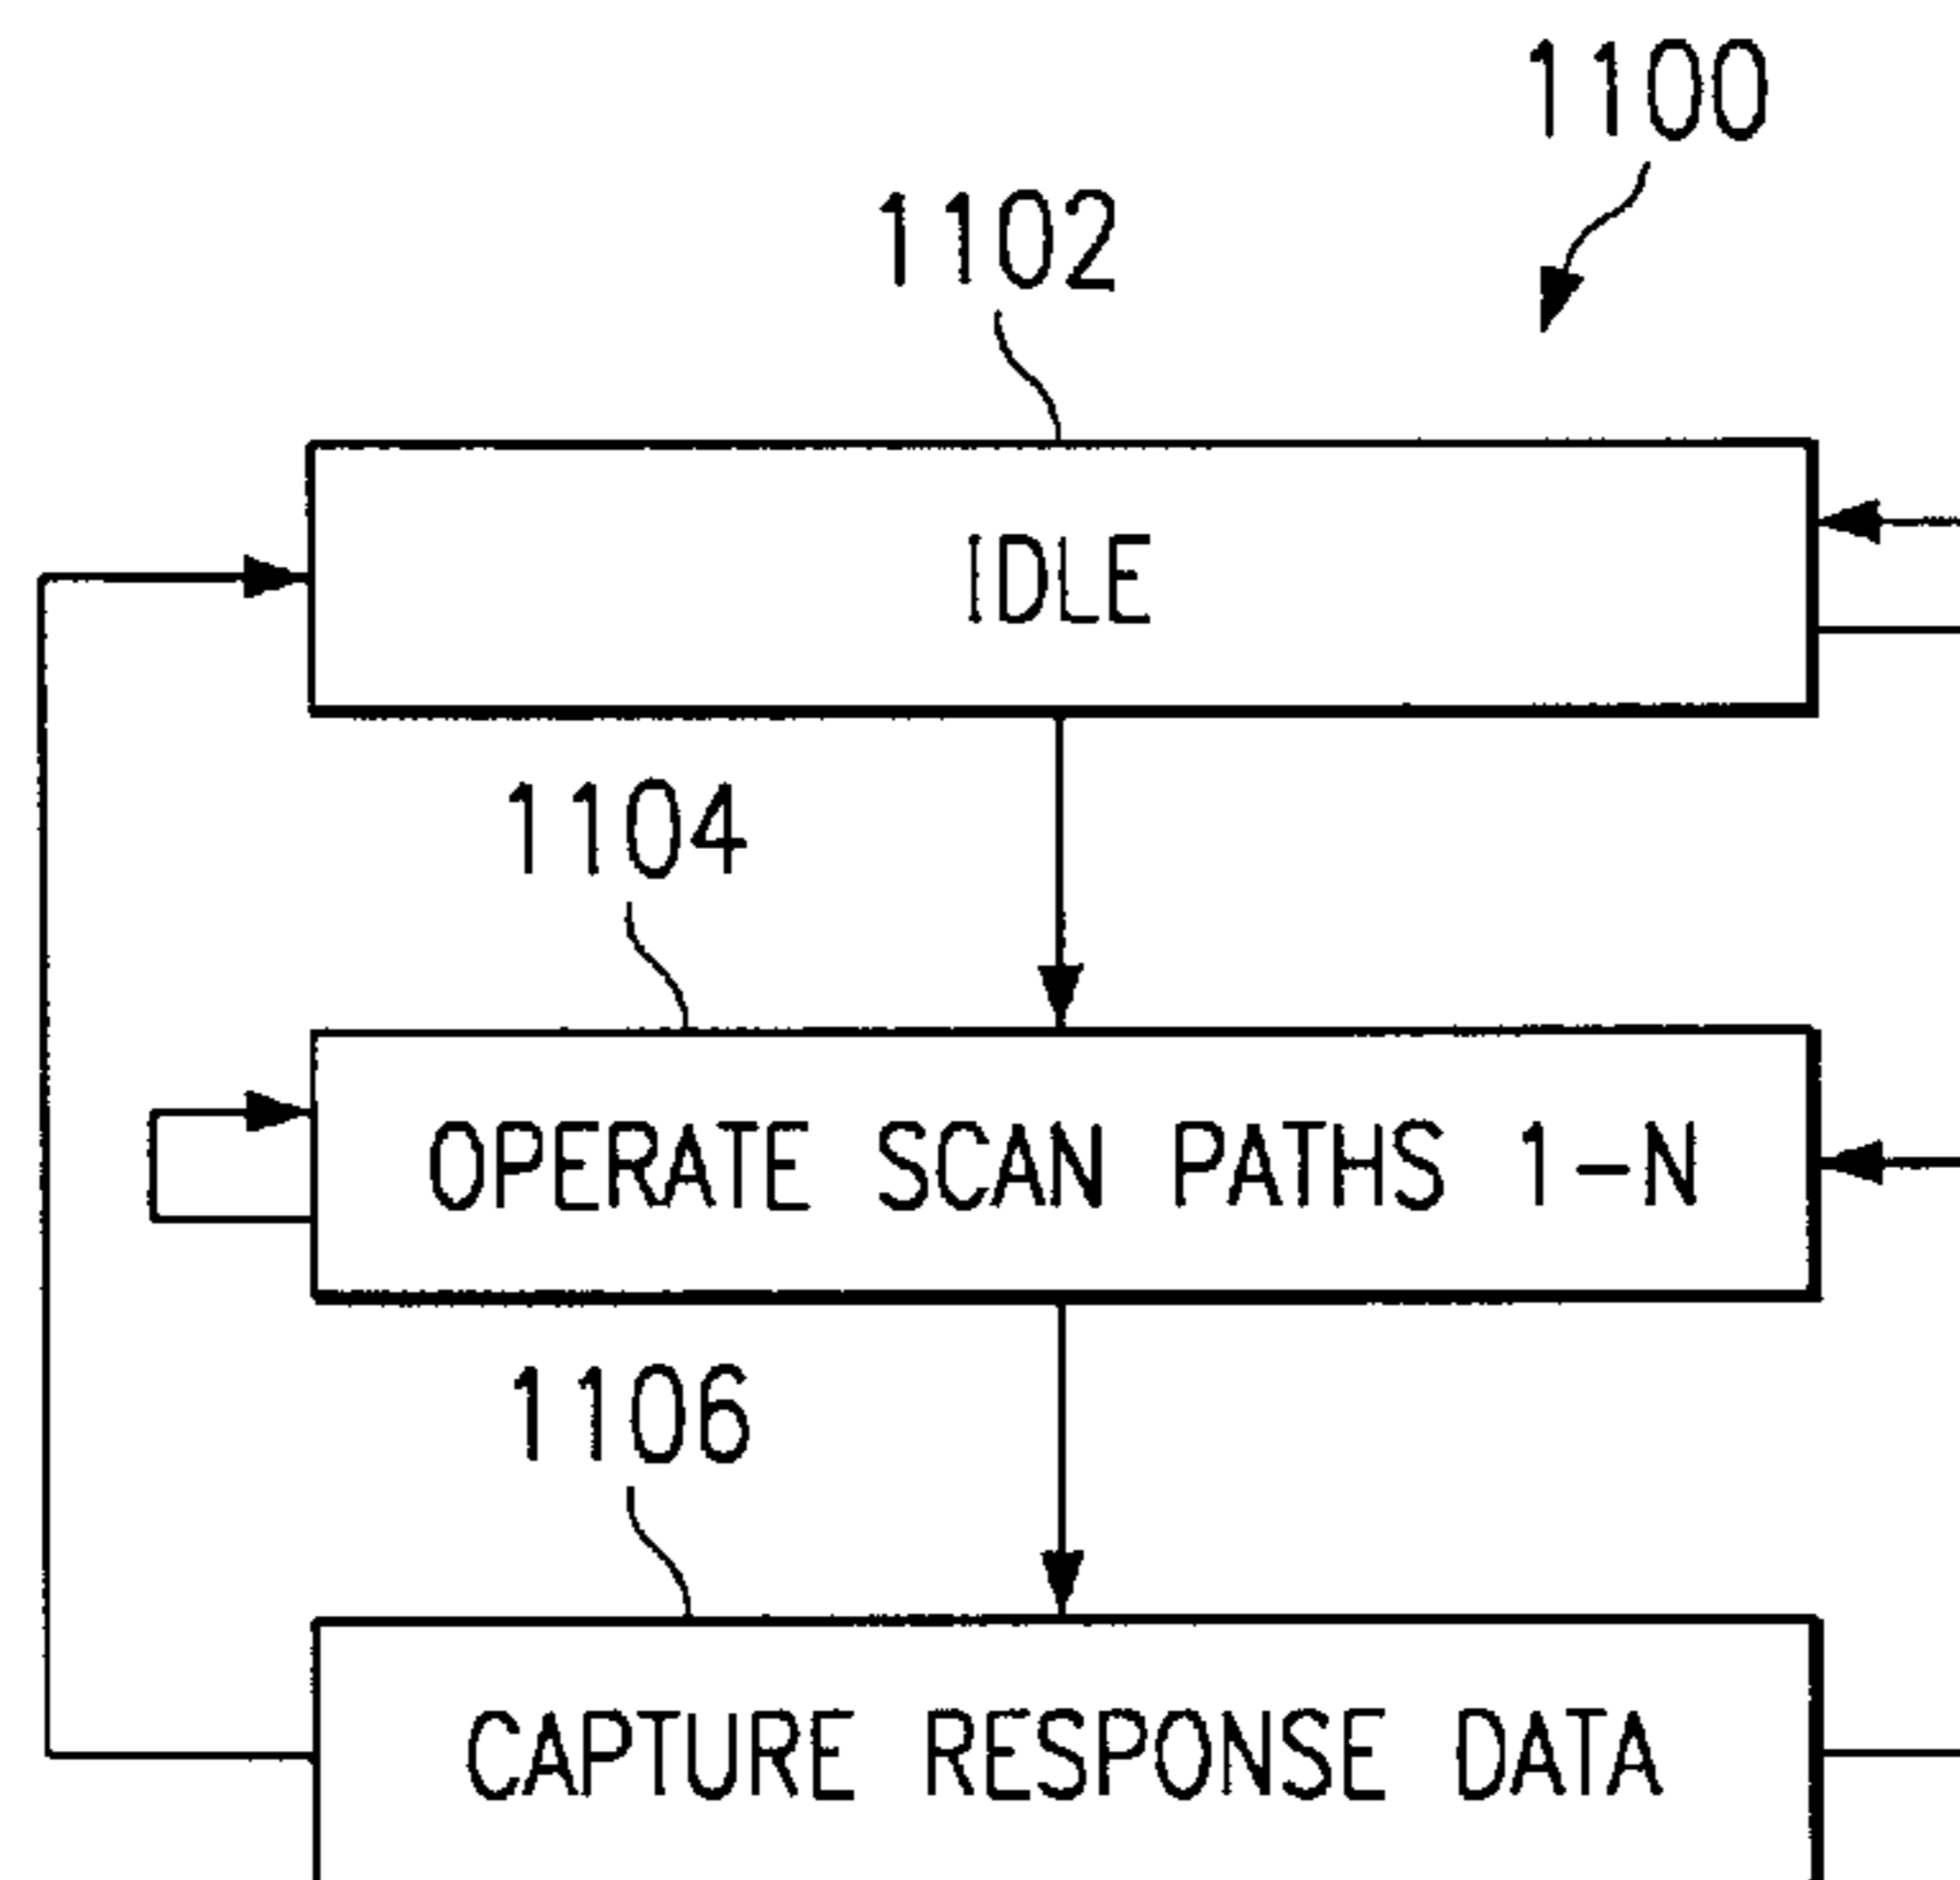 1100
1102
IDLE
1104
OPERATE SCAN PATHS 1-N
1106
CAPTURE RESPONSE DATA